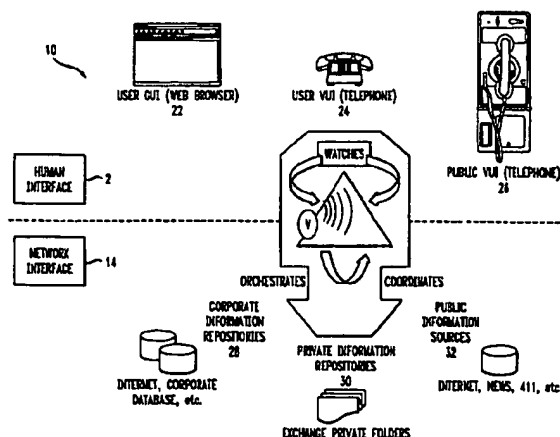 10
USER GUI (WEB BROWSER)
22
USER VUI (TELEPHONE)
24
PUBLIC VUI (TELEPHONE)
26
HUMAN
INTERFACE
2
WATCHES
V
NETWORK
INTERFACE
14
ORCHESTRATES
COORDINATES
CORPORATE
INFORMATION
REPOSITORIES
28
PUBLIC
INFORMATION
SOURCES
32
PRIVATE INFORMATION
REPOSITORIES
30
INTERNET, CORPORATE
DATABASE, etc.
INTERNET, NEWS, 411, etc
EXCHANGE PRIVATE FOLDERS